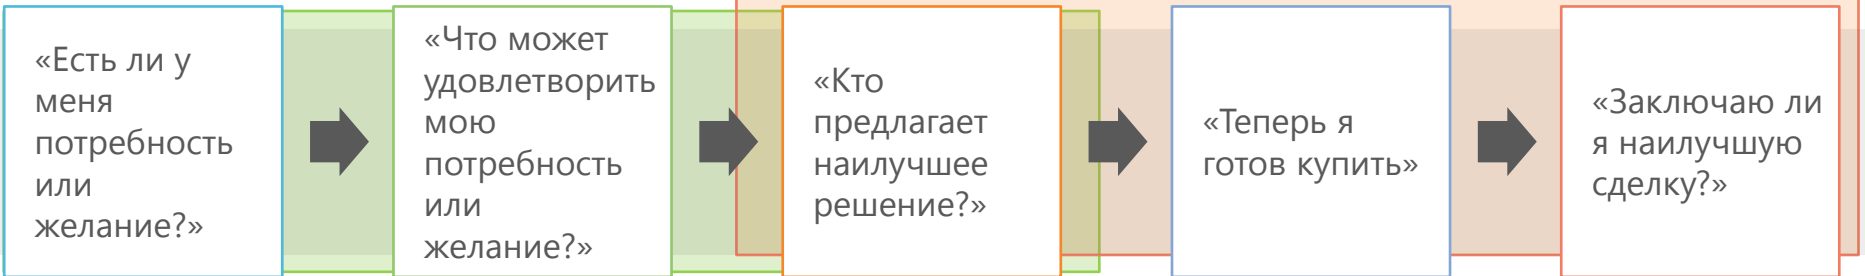 «Есть ли у
меня
потребность
или
желание?»
«Что может
удовлетворить
мою
потребность
или
желание?»
«Кто
предлагает
наилучшее
решение?»
«Теперь я
готов купить»
«Заключаю ли
я наилучшую
сделку?»